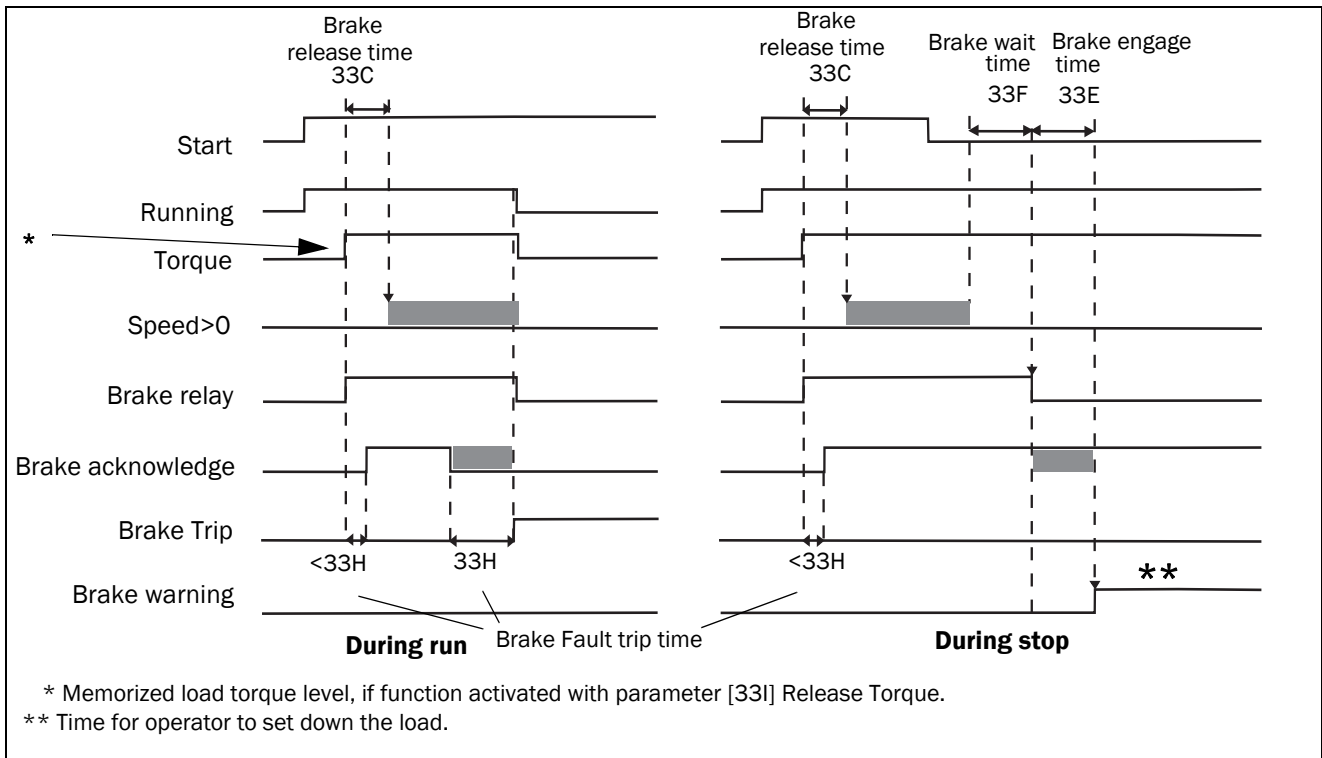 Brake
release time
33C
Brake
release time
33C
Brake wait
time
33F
Brake engage
time
33E
Start
Running
*
Torque
Speed>0
Brake relay
Brake acknowledge
Brake Trip
<33H
33H
<33H
**
Brake warning
Brake Fault trip time
During run
During stop
* Memorized load torque level, if function activated with parameter [33I] Release Torque.
** Time for operator to set down the load.